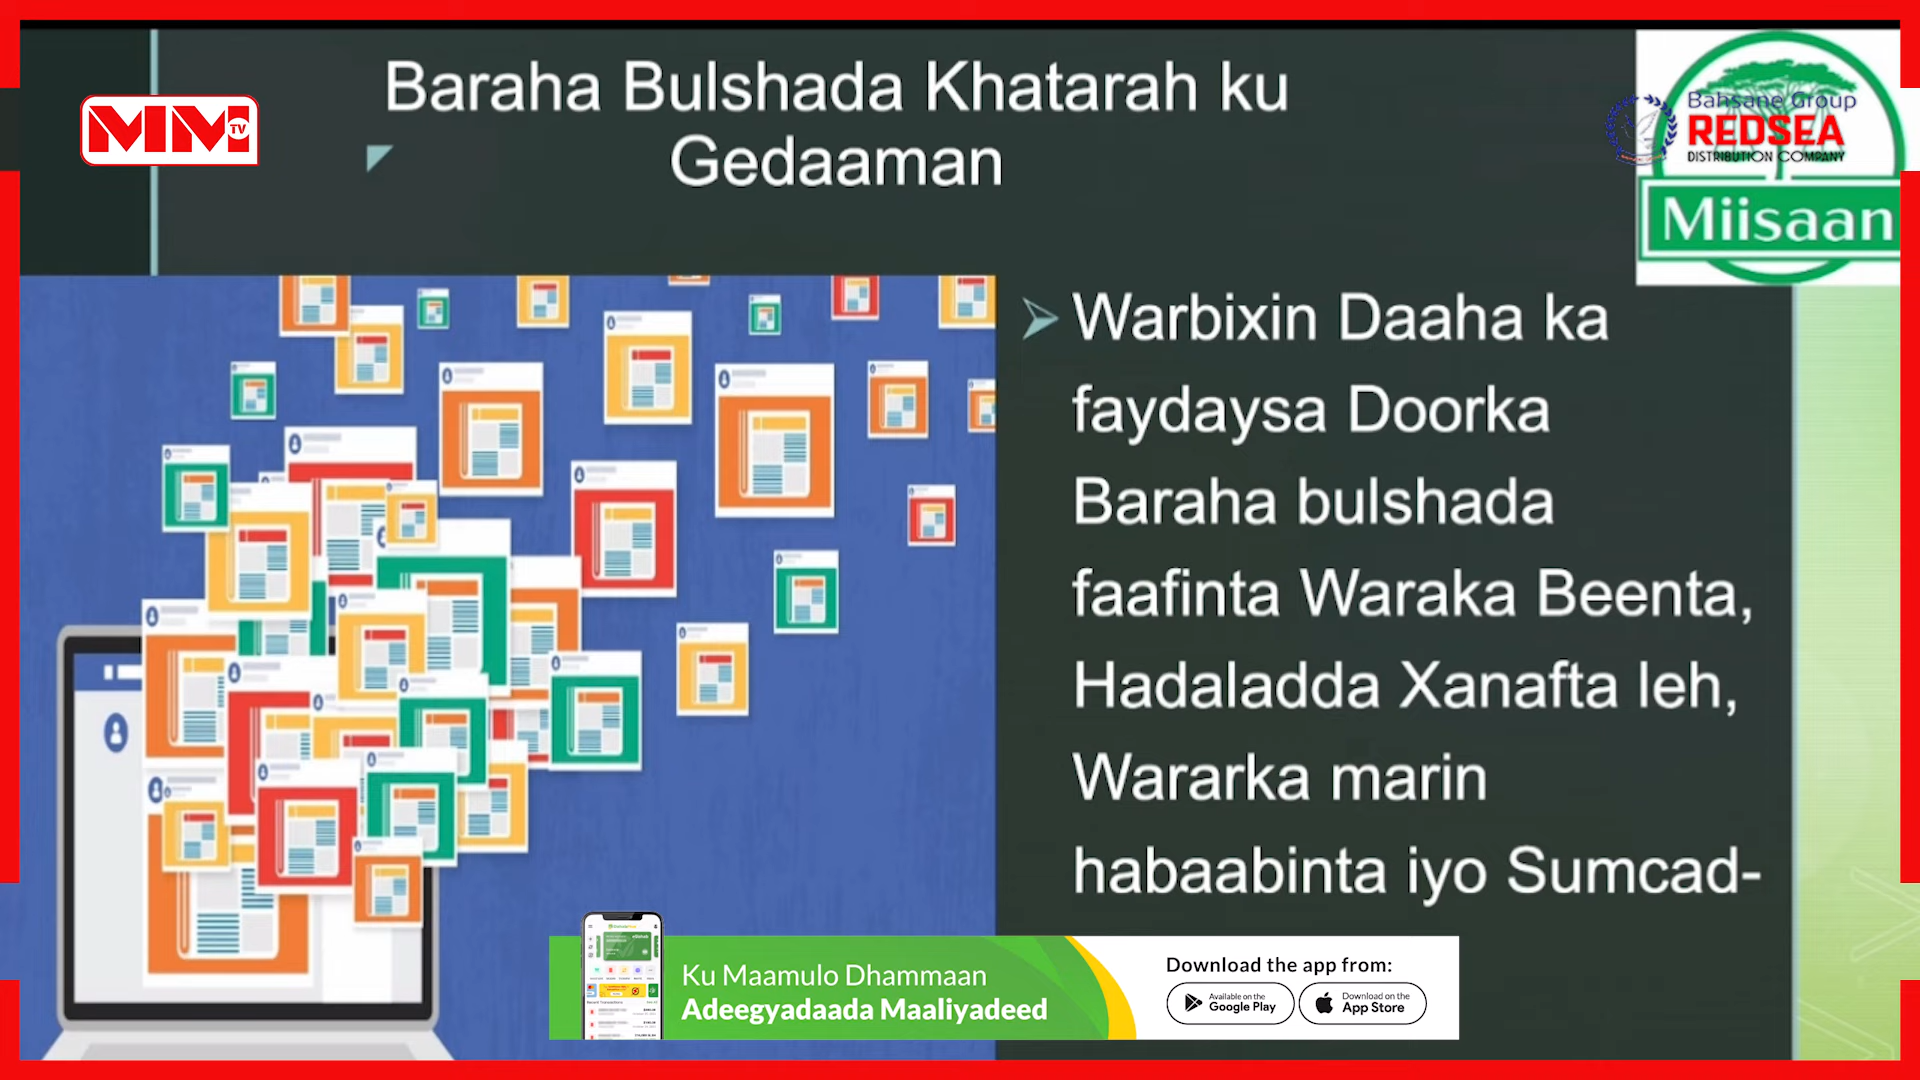 Baraha Bulshada Khatarah ku
Gedaaman
MM TV
Bahsane Group
REDSEA
DISTRIBUTION COMPANY
Miisaan
Warbixin Daaha ka
faydaysa Doorka
Baraha bulshada
faafinta Waraka Beenta,
Hadaladda Xanafta leh,
Wararka marin
habaabinta iyo Sumcad-
Ku Maamulo Dhammaan
Adeegyadaada Maaliyadeed
Download the app from:
Available on the
Google Play
Download on the
App Store